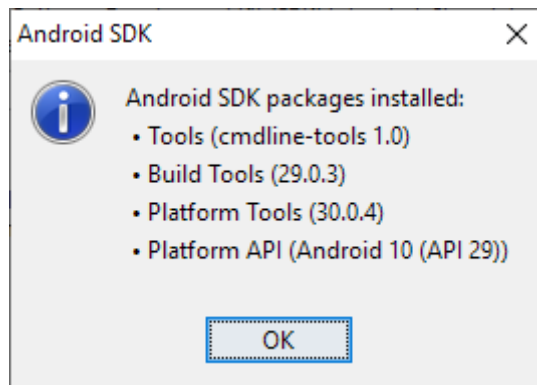 Android SDK
Android SDK packages installed:
• Tools (cmdline-tools 1.0)
• Build Tools (29.0.3)
• Platform Tools (30.0.4)
• Platform API (Android 10 (API 29))
OK